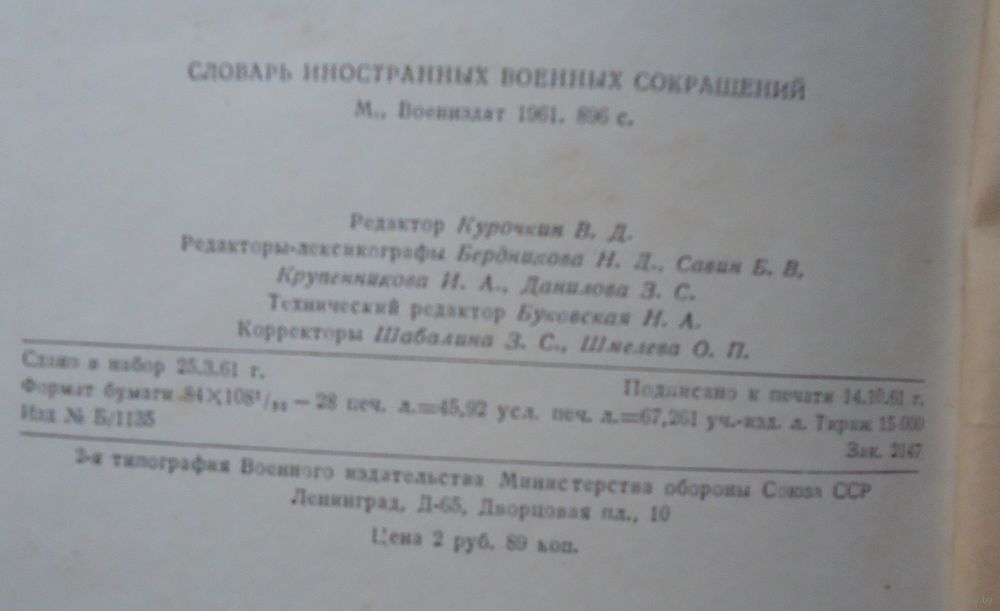 СЛОВАРЬ ИНОСТРАННЫХ ВОЕННЫХ СОКРАЩЕНИЙ
М., Воениздат 1961. 896 с.
Редактор Курочкин В. Д.
Редакторы-лексикографы Бердникова Н. Д., Савин Б. В,
Крупенникова И. А., Данилова З. С.
Технический редактор Буковская Н. А.
Корректоры Шабалина З. С., Шмелева О. П.
Сдано в набор 25.3.61 г.
Подписано к печати 14.10.61 г.
Формат бумаги 84×108¹/₃₂ — 28 печ. л.=45,92 усл. печ. л.=67,261 уч.-изд. л. Тираж 15 000
Изд № Б/1135
Зак. 2147
2-я типография Военного издательства Министерства обороны Союза ССР
Ленинград, Д-65, Дворцовая пл., 10
Цена 2 руб. 89 коп.